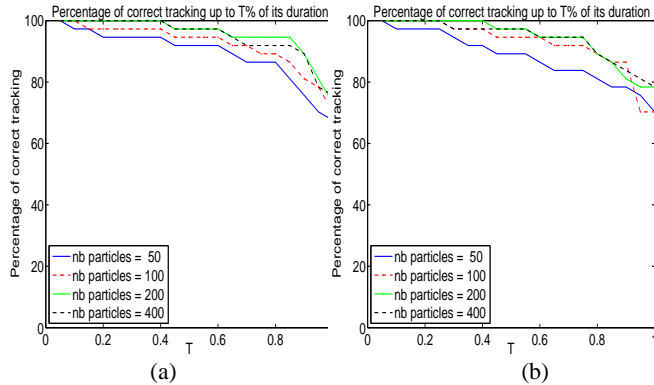 Percentage of correct tracking up to T% of its duration
Percentage of correct tracking
100
80
60
40
20
0
0
0.2
0.4
0.6
0.8
T
nb particles = 50
nb particles = 100
nb particles = 200
nb particles = 400
(a)
Percentage of correct tracking up to T% of its duration
Percentage of correct tracking
100
80
60
40
20
0
0
0.2
0.4
0.6
0.8
1
T
nb particles = 50
nb particles = 100
nb particles = 200
nb particles = 400
(b)